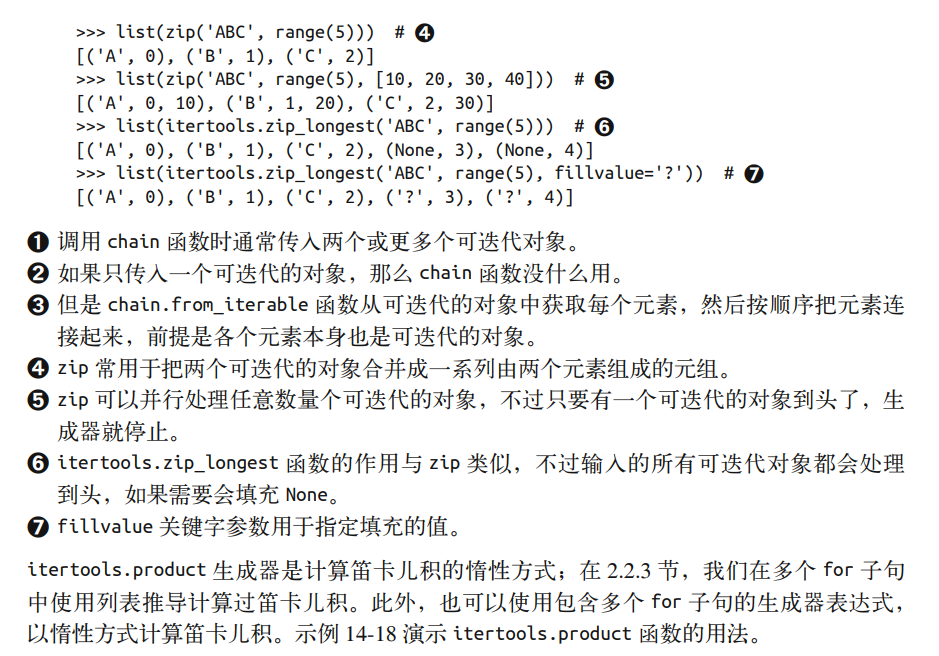 >>> list(zip('ABC', range(5)))  # ❹
[('A', 0), ('B', 1), ('C', 2)]
>>> list(zip('ABC', range(5), [10, 20, 30, 40]))  # ❺
[('A', 0, 10), ('B', 1, 20), ('C', 2, 30)]
>>> list(itertools.zip_longest('ABC', range(5)))  # ❻
[('A', 0), ('B', 1), ('C', 2), (None, 3), (None, 4)]
>>> list(itertools.zip_longest('ABC', range(5), fillvalue='?'))  # ❼
[('A', 0), ('B', 1), ('C', 2), ('?', 3), ('?', 4)]
❶ 调用 chain 函数时通常传入两个或更多个可迭代对象。
❷ 如果只传入一个可迭代的对象，那么 chain 函数没什么用。
❸ 但是 chain.from_iterable 函数从可迭代的对象中获取每个元素，然后按顺序把元素连
接起来，前提是各个元素本身也是可迭代的对象。
❹ zip 常用于把两个可迭代的对象合并成一系列由两个元素组成的元组。
❺ zip 可以并行处理任意数量个可迭代的对象，不过只要有一个可迭代的对象到头了，生
成器就停止。
❻ itertools.zip_longest 函数的作用与 zip 类似，不过输入的所有可迭代对象都会处理
到头，如果需要会填充 None。
❼ fillvalue 关键字参数用于指定填充的值。
itertools.product 生成器是计算笛卡儿积的惰性方式；在 2.2.3 节，我们在多个 for 子句
中使用列表推导计算过笛卡儿积。此外，也可以使用包含多个 for 子句的生成器表达式，
以惰性方式计算笛卡儿积。示例 14-18 演示 itertools.product 函数的用法。